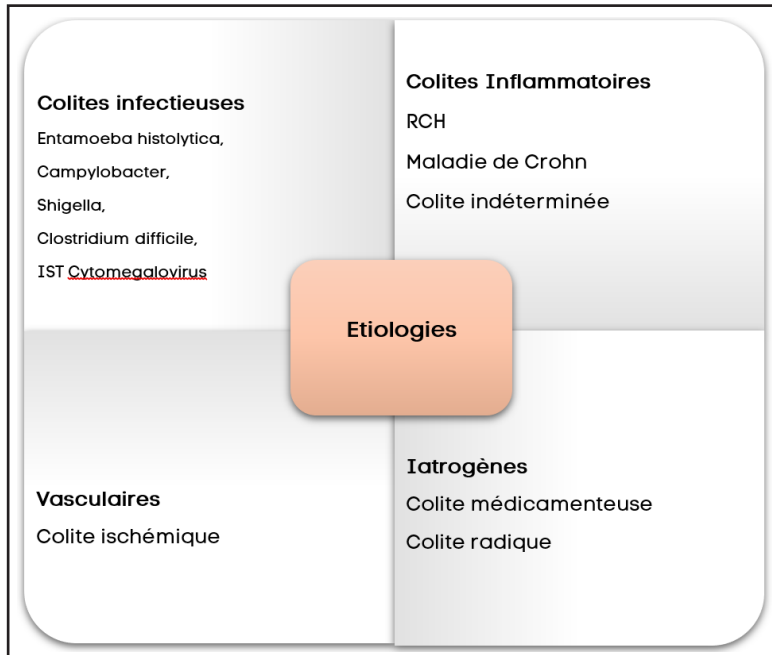 Colites infectieuses
Entamoeba histolytica,
Campylobacter,
Shigella,
Clostridium difficile,
IST Cytomegalovirus
Colites Inflammatoires
RCH
Maladie de Crohn
Colite indéterminée
Etiologies
Vasculaires
Colite ischémique
Iatrogènes
Colite médicamenteuse
Colite radique